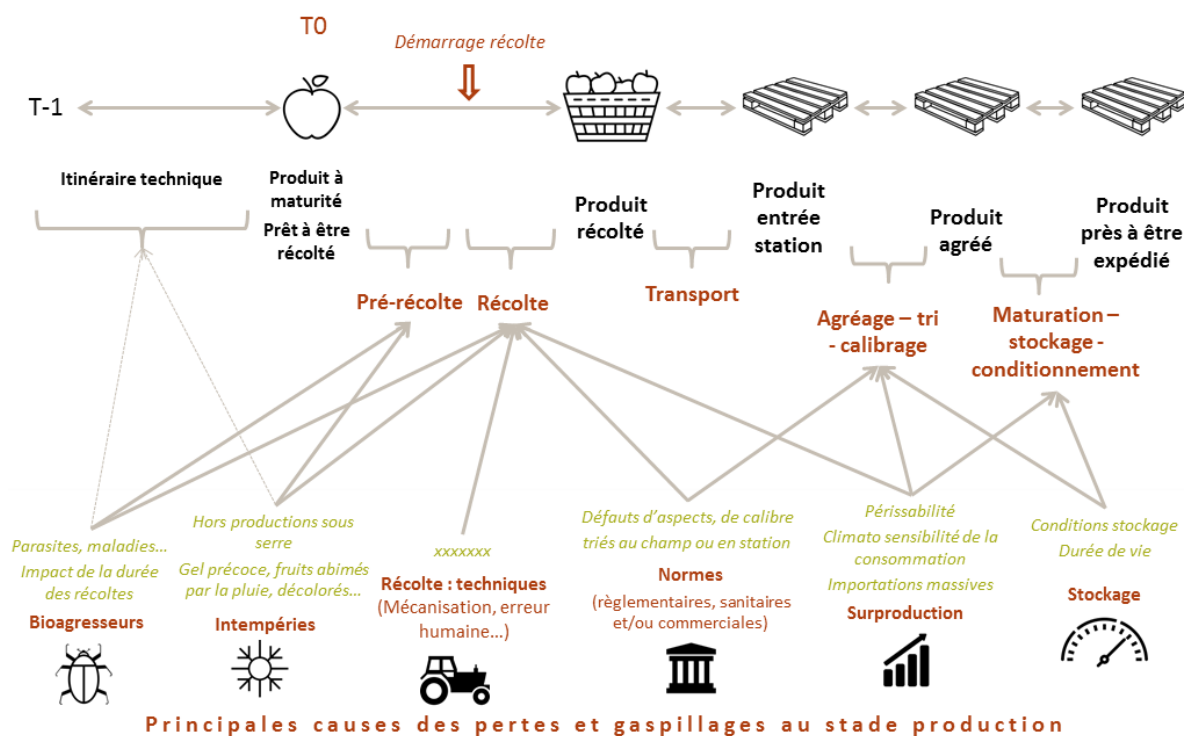 T0
Démarrage récolte
T-1
Itinéraire technique
Produit à
maturité
Prêt à être
récolté
Produit
récolté
Produit
entrée
station
Produit
agréé
Produit
près à être
expédié
Pré-récolte
Récolte
Transport
Agréage – tri
- calibrage
Maturation –
stockage -
conditionnement
Parasites, maladies…
Impact de la durée
des récoltes
Bioagresseurs
Hors productions sous
serre
Gel précoce, fruits abimés
par la pluie, décolorés…
Intempéries
xxxxxxx
Récolte : techniques
(Mécanisation, erreur
humaine…)
Défauts d'aspects, de calibre
triés au champ ou en station
Normes
(règlementaires, sanitaires
et/ou commerciales)
Périssabilité
Climato sensibilité de la
consommation
Importations massives
Surproduction
Conditions stockage
Durée de vie
Stockage
Principales causes des pertes et gaspillages au stade production